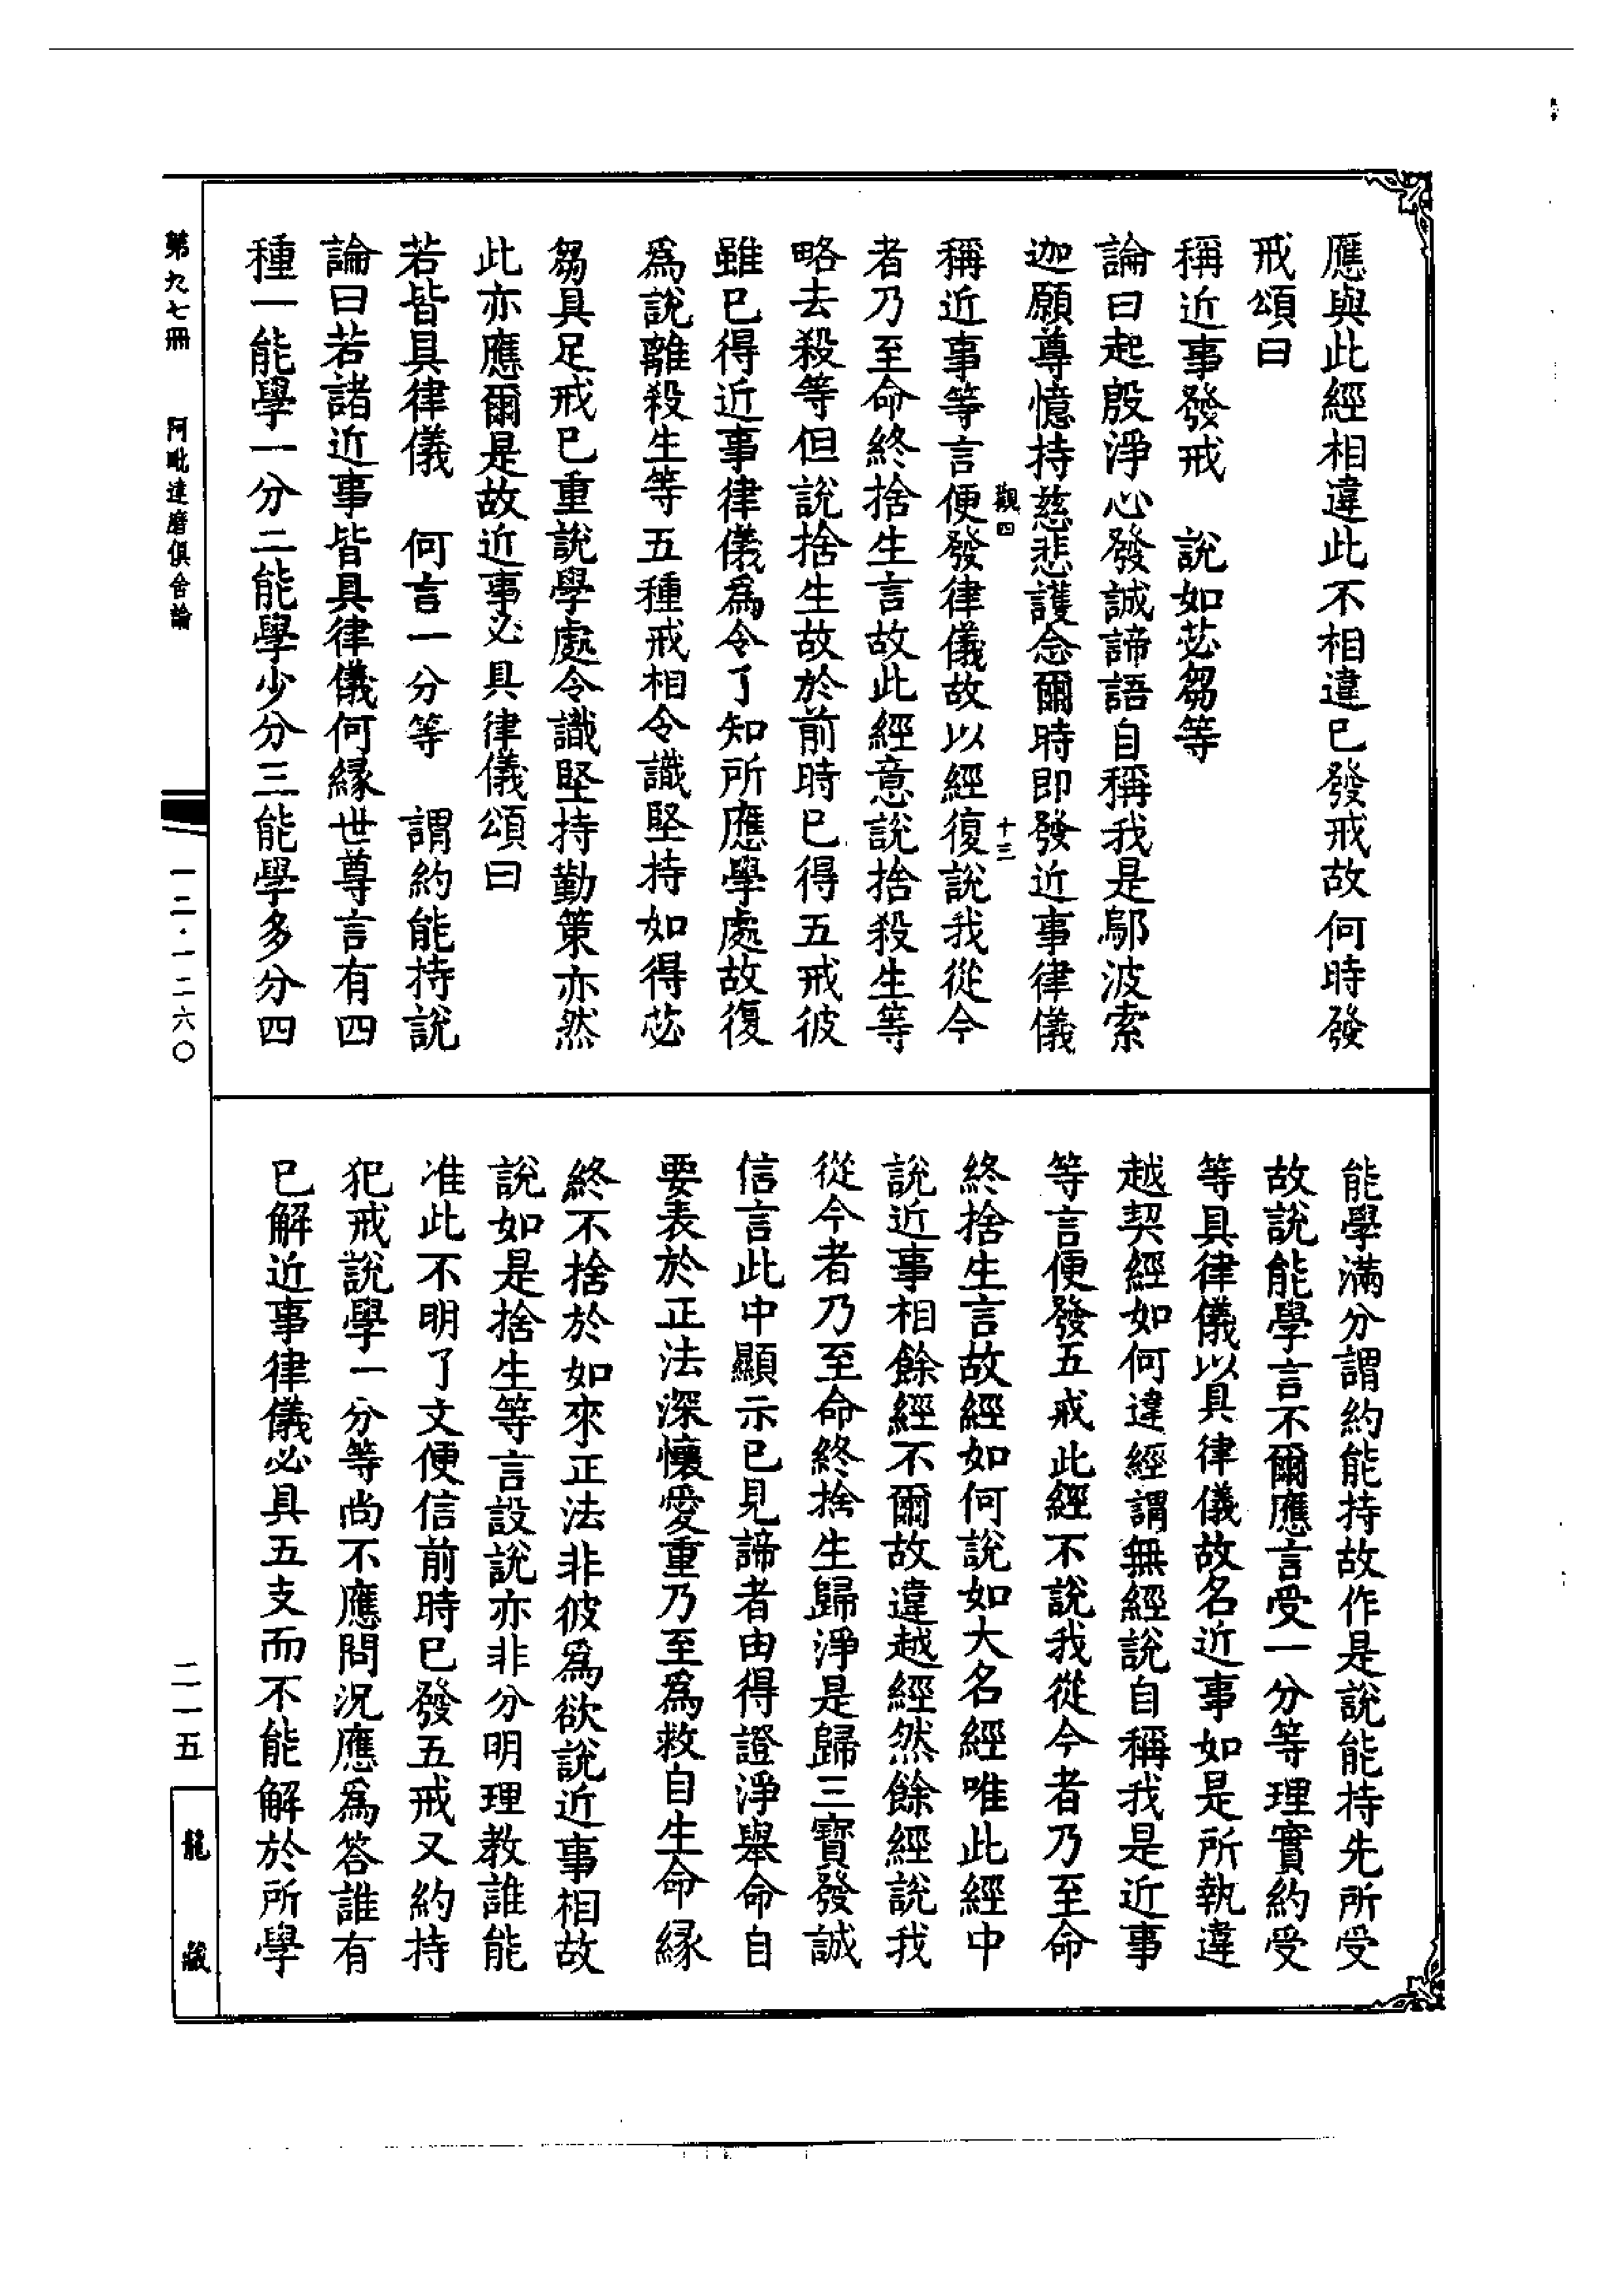 應與此經相違此不相違已發戒故何時發
戒頌曰
稱近事發戒　說如苾芻等
論曰起殷淨心發誠諦語自稱我是鄔波索
迦願尊憶持慈悲護念爾時即發近事律儀
觀四
十三
稱近事等言便發律儀故以經復說我從今
者乃至命終捨生言故此經意說捨殺生等
略去殺等但說捨生故於前時已得五戒彼
雖已得近事律儀爲令了知所應學處故復
爲說離殺生等五種戒相令識堅持如得苾
芻具足戒已重說學處令識堅持勤策亦然
此亦應爾是故近事必具律儀頌曰
若皆具律儀　何言一分等　謂約能持說
論曰若諸近事皆具律儀何緣世尊言有四
種一能學一分二能學少分三能學多分四
能學滿分謂約能持故作是說能持先所受
故說能學言不爾應言受一分等理實約受
等具律儀以具律儀故名近事如是所執違
越契經如何違經謂無經說自稱我是近事
等言便發五戒此經不說我從今者乃至命
終捨生言故經如何說如大名經唯此經中
說近事相餘經不爾故違越經然餘經說我
從今者乃至命終捨生歸淨是歸三寶發誠
信言此中顯示已見諦者由得證淨舉命自
要表於正法深懷愛重乃至爲救自生命緣
終不捨於如來正法非彼爲欲說近事相故
說如是捨生等言設說亦非分明理教誰能
准此不明了文便信前時已發五戒又約持
犯戒說學一分等尚不應問況應爲答誰有
已解近事律儀必具五支而不能解於所學
第九七冊　阿毗達磨俱舍論
一二·一二六〇
二一五
龍藏